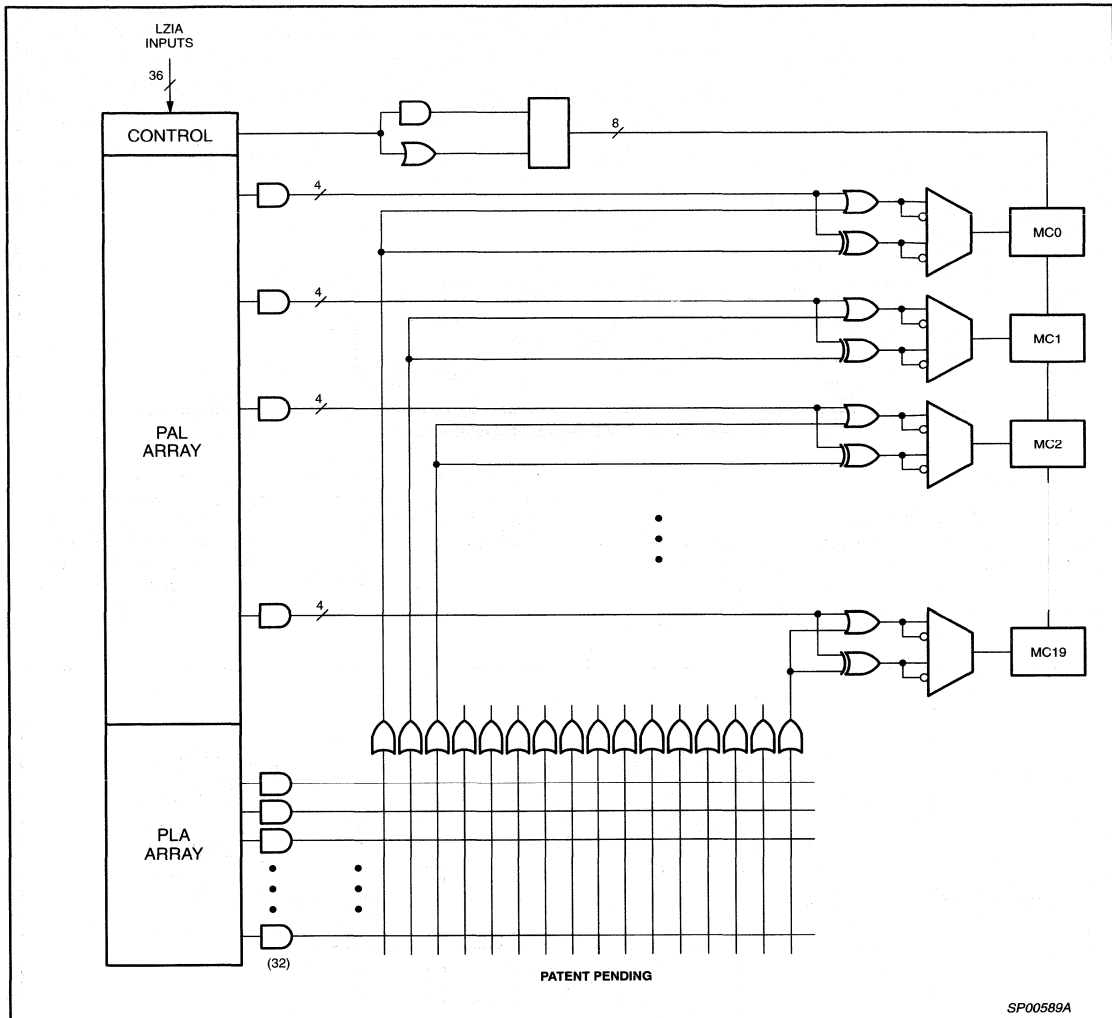 LZIA
INPUTS
36
CONTROL
8
4
MC0
4
MC1
PAL
ARRAY
4
MC2
4
MC19
PLA
ARRAY
(32)
PATENT PENDING
SP00589A